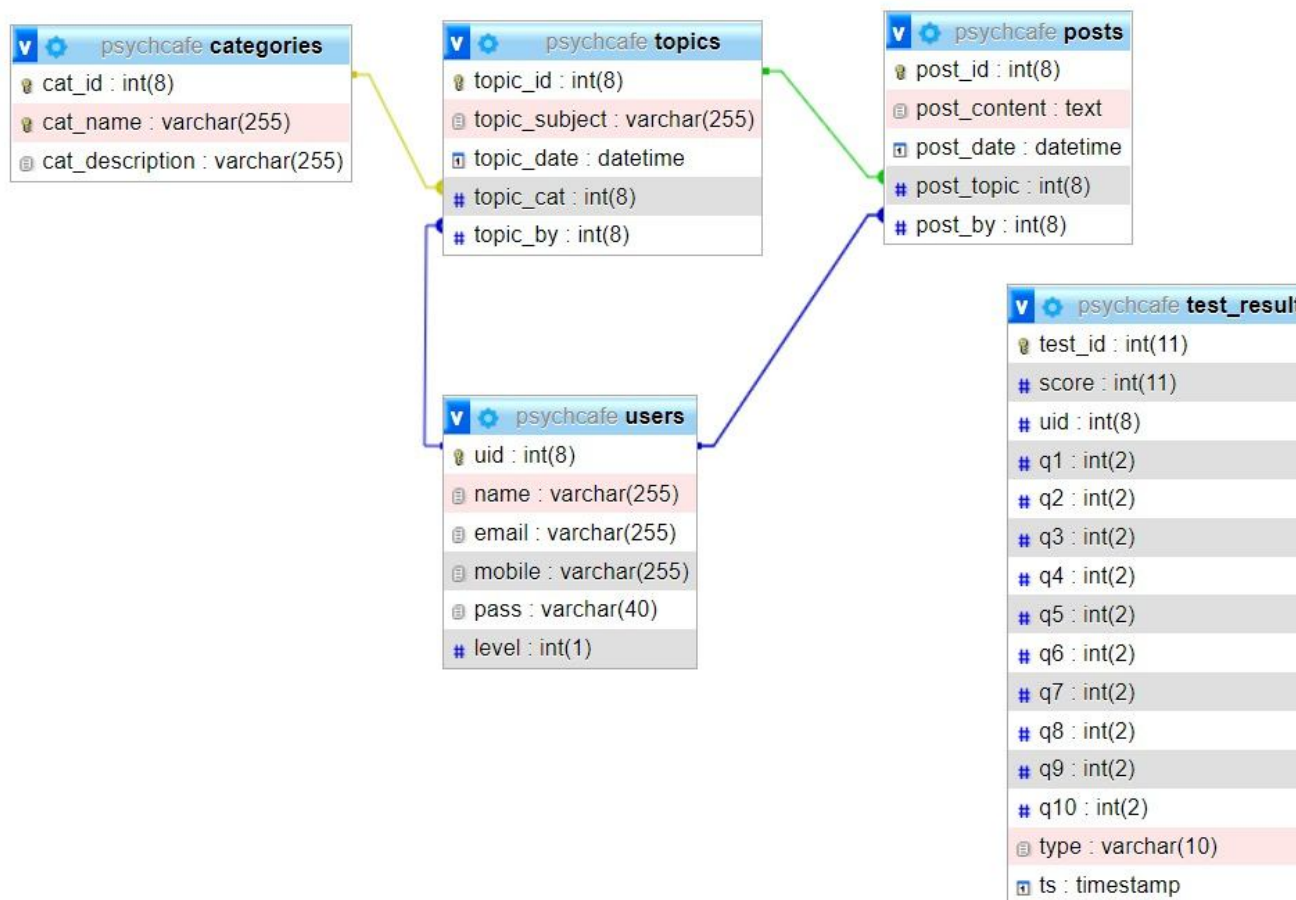 v psychcafe categories
cat_id : int(8)
cat_name : varchar(255)
cat_description : varchar(255)
v psychcafe topics
topic_id : int(8)
topic_subject : varchar(255)
topic_date : datetime
# topic_cat : int(8)
# topic_by : int(8)
v psychcafe posts
post_id : int(8)
post_content : text
post_date : datetime
# post_topic : int(8)
# post_by : int(8)
v psychcafe users
uid : int(8)
name : varchar(255)
email : varchar(255)
mobile : varchar(255)
pass : varchar(40)
# level : int(1)
v psychcafe test_result
test_id : int(11)
# score : int(11)
# uid : int(8)
# q1 : int(2)
# q2 : int(2)
# q3 : int(2)
# q4 : int(2)
# q5 : int(2)
# q6 : int(2)
# q7 : int(2)
# q8 : int(2)
# q9 : int(2)
# q10 : int(2)
type : varchar(10)
ts : timestamp